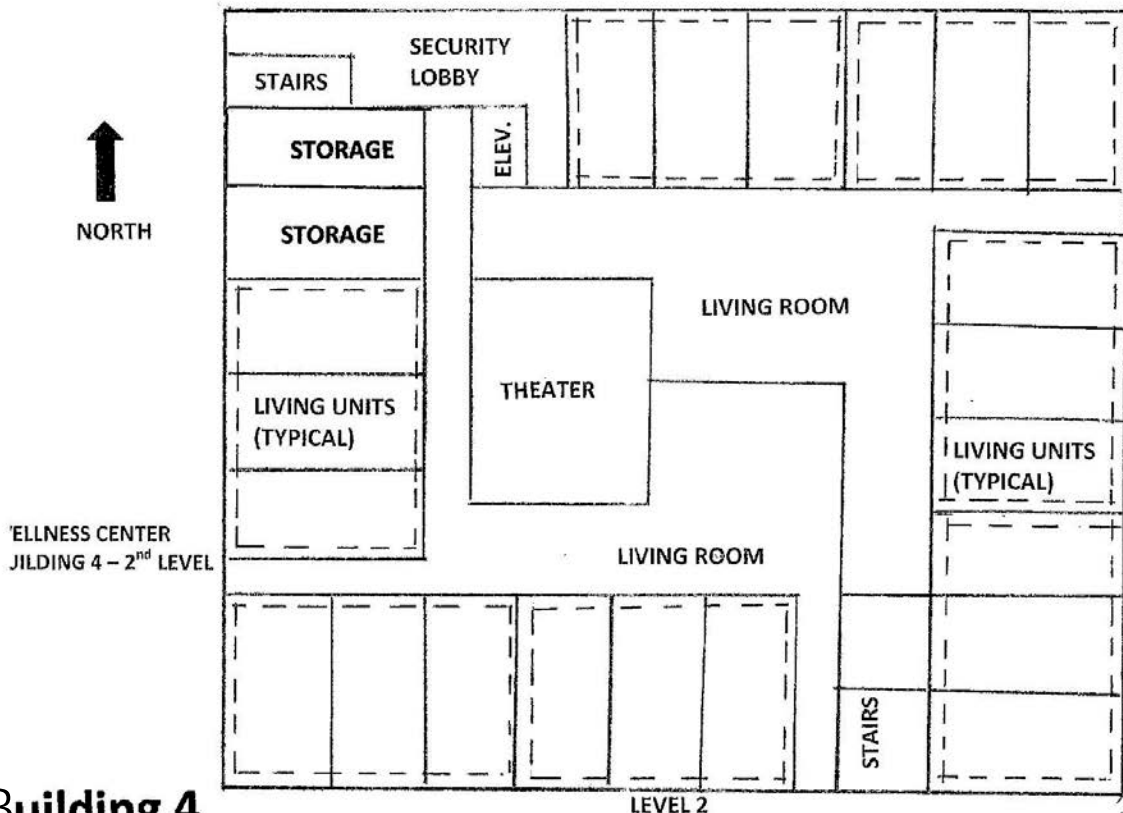 SECURITY
LOBBY
STAIRS
STORAGE
ELEV.
NORTH
STORAGE
LIVING ROOM
THEATER
LIVING UNITS
(TYPICAL)
LIVING UNITS
(TYPICAL)
'ELLNESS CENTER
JILDING 4 – 2nd LEVEL
LIVING ROOM
STAIRS
Building 4
LEVEL 2